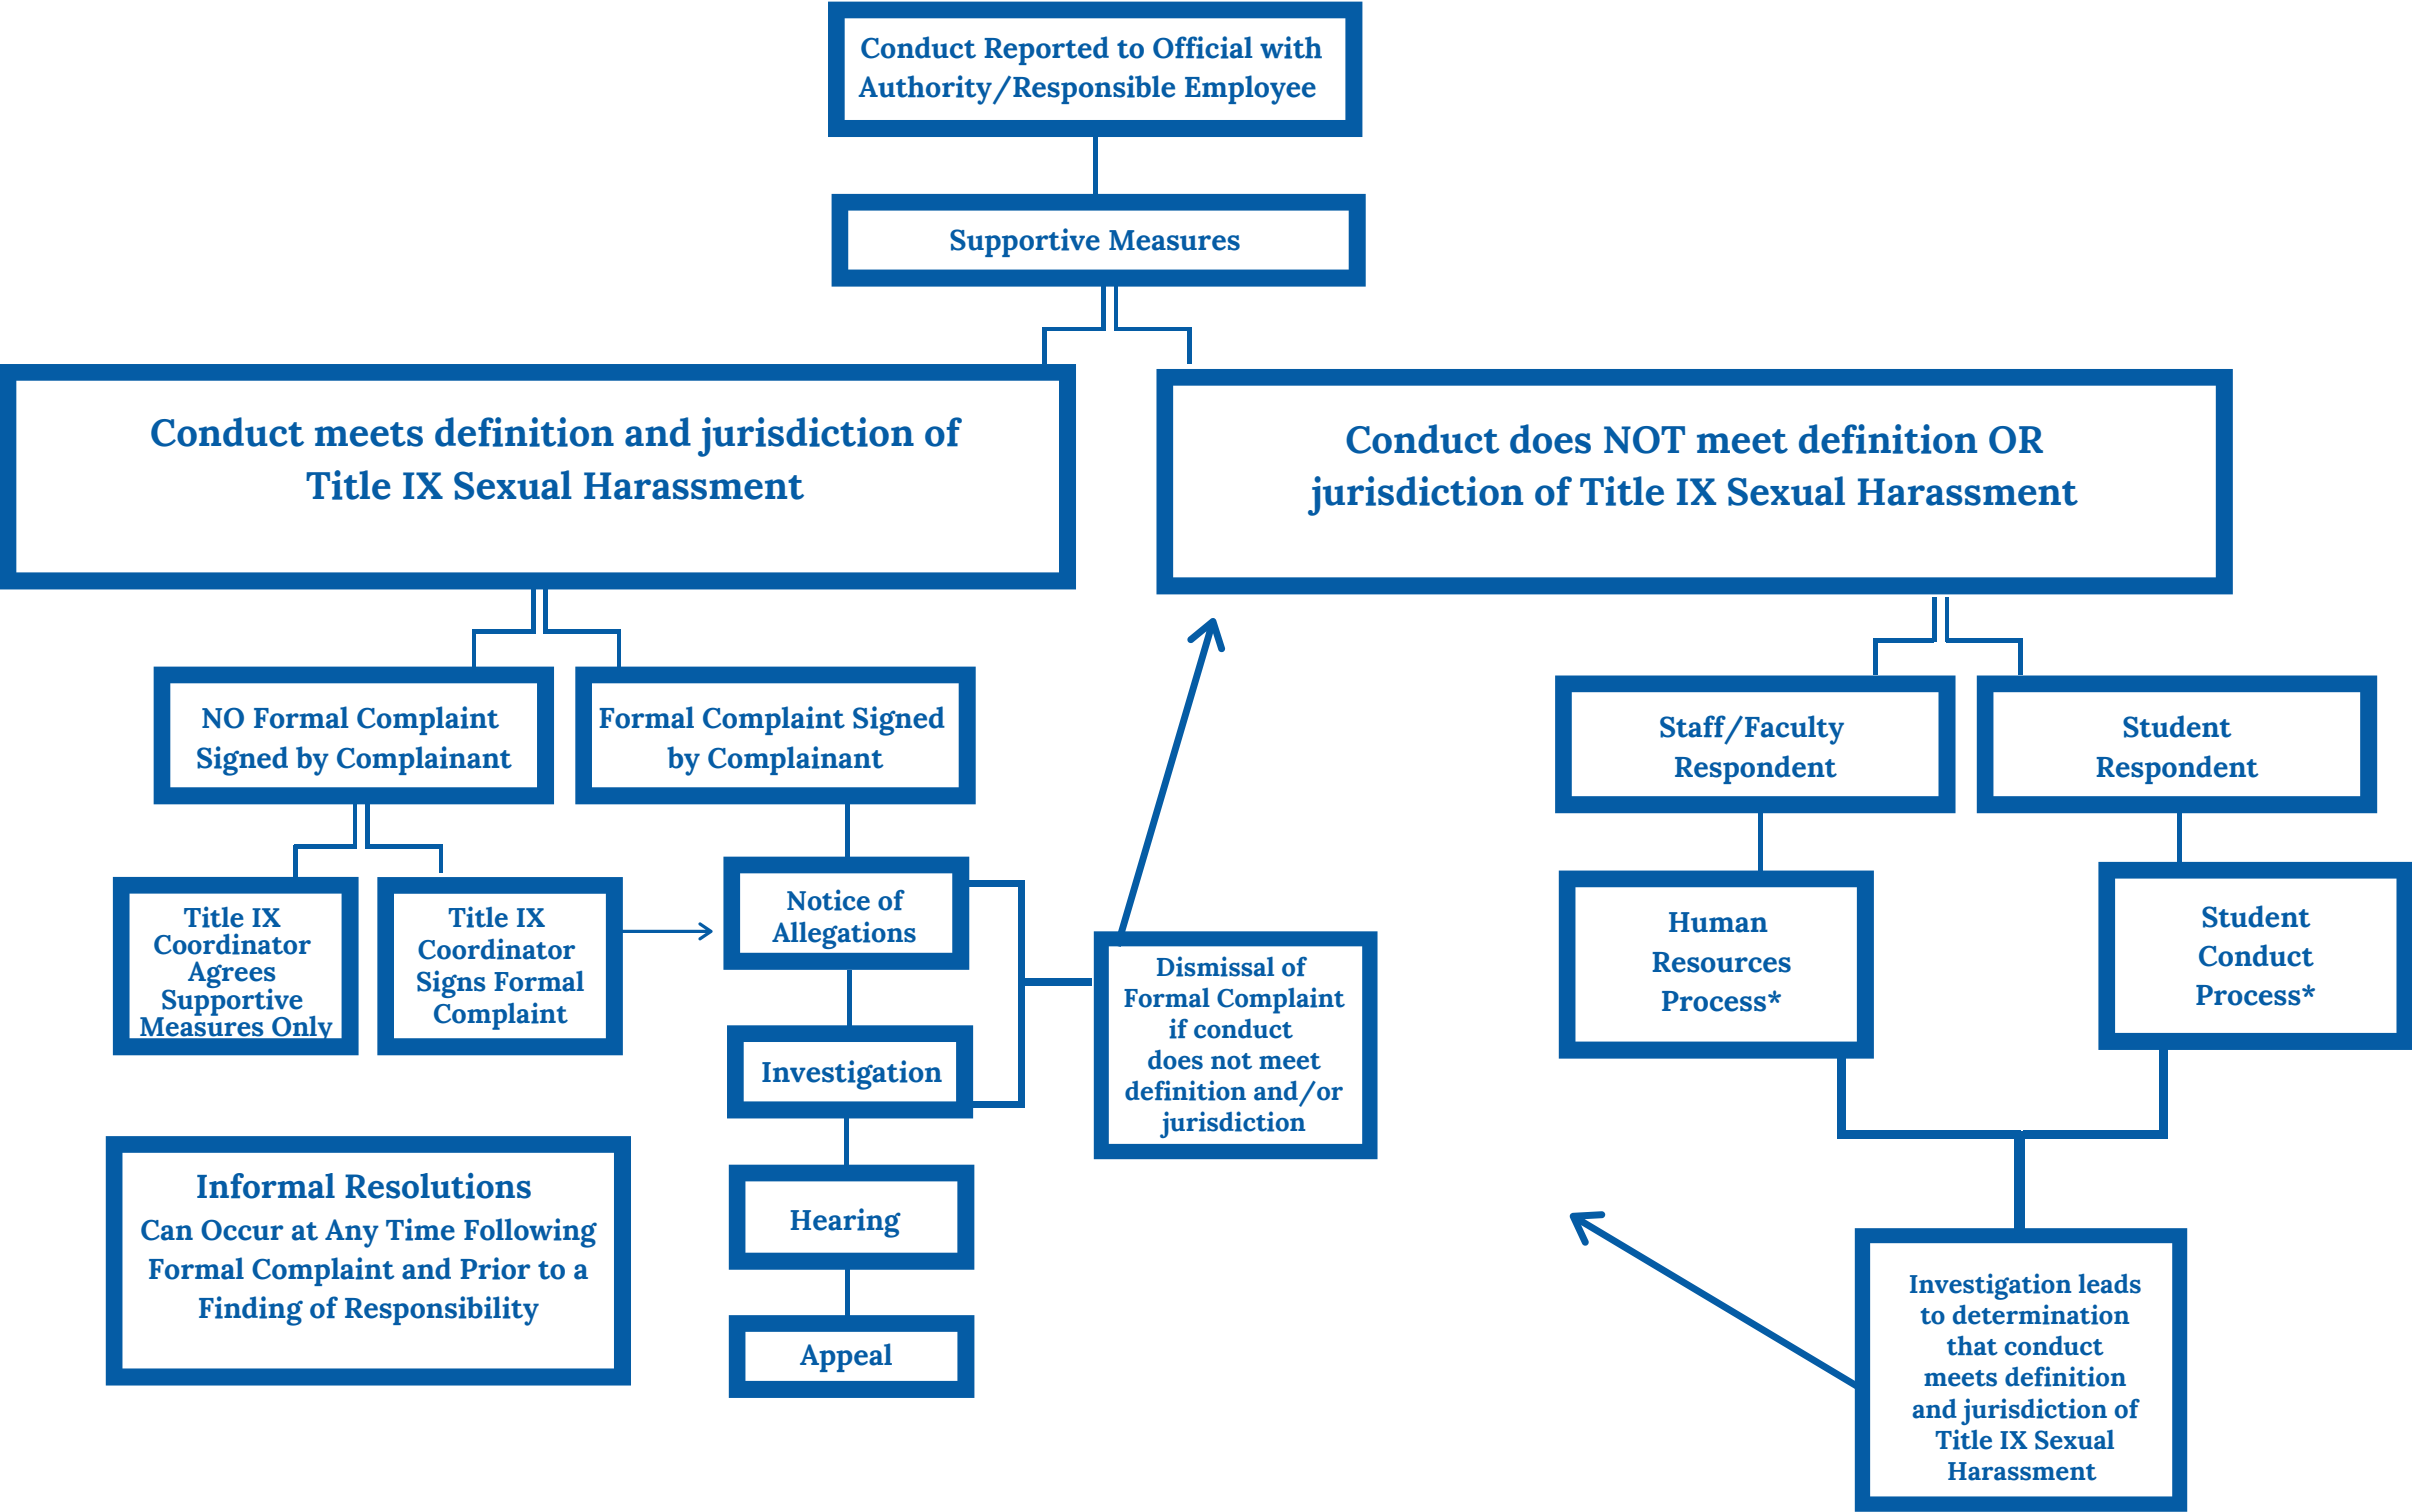 Conduct Reported to Official with
Authority/Responsible Employee
Supportive Measures
Conduct meets definition and jurisdiction of
Title IX Sexual Harassment
Conduct does NOT meet definition OR
jurisdiction of Title IX Sexual Harassment
NO Formal Complaint
Signed by Complainant
Formal Complaint Signed
by Complainant
Staff/Faculty
Respondent
Student
Respondent
Title IX
Coordinator
Agrees
Supportive
Measures Only
Title IX
Coordinator
Signs Formal
Complaint
Notice of
Allegations
Investigation
Hearing
Appeal
Dismissal of
Formal Complaint
if conduct
does not meet
definition and/or
jurisdiction
Human
Resources
Process*
Student
Conduct
Process*
Informal Resolutions
Can Occur at Any Time Following
Formal Complaint and Prior to a
Finding of Responsibility
Investigation leads
to determination
that conduct
meets definition
and jurisdiction of
Title IX Sexual
Harassment